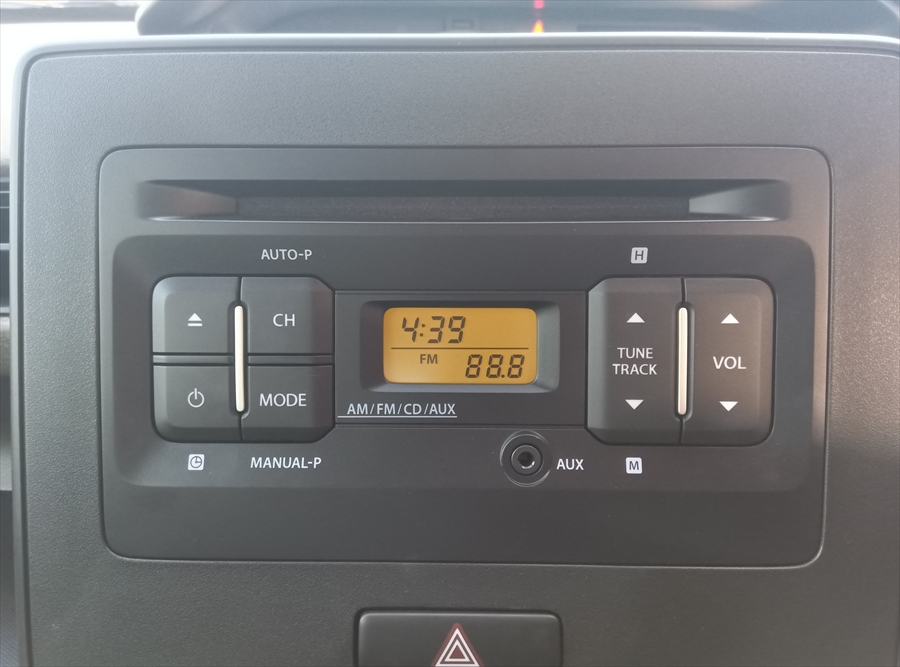 AUTO-P
H
CH
4:39
FM
88.8
TUNE
TRACK
VOL
MODE
AM/FM/CD/AUX
MANUAL-P
AUX
M